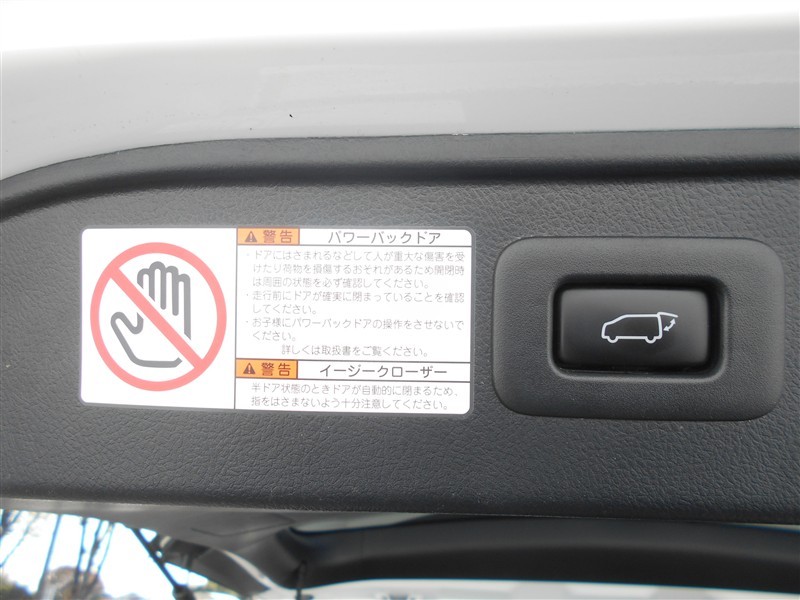 警告 パワーバックドア
・ドアにはさまれるなどして人が重大な傷害を受
けたり荷物を損傷するおそれがあるため開閉時
は周囲の状態を必ず確認してください。
・走行前にドアが確実に閉まっていることを確認
してください。
・お子様にパワーバックドアの操作をさせないで
ください。
詳しくは取扱書をご覧ください。
警告 イージークローザー
半ドア状態のときドアが自動的に閉まるため、
指をはさまないよう十分注意してください。